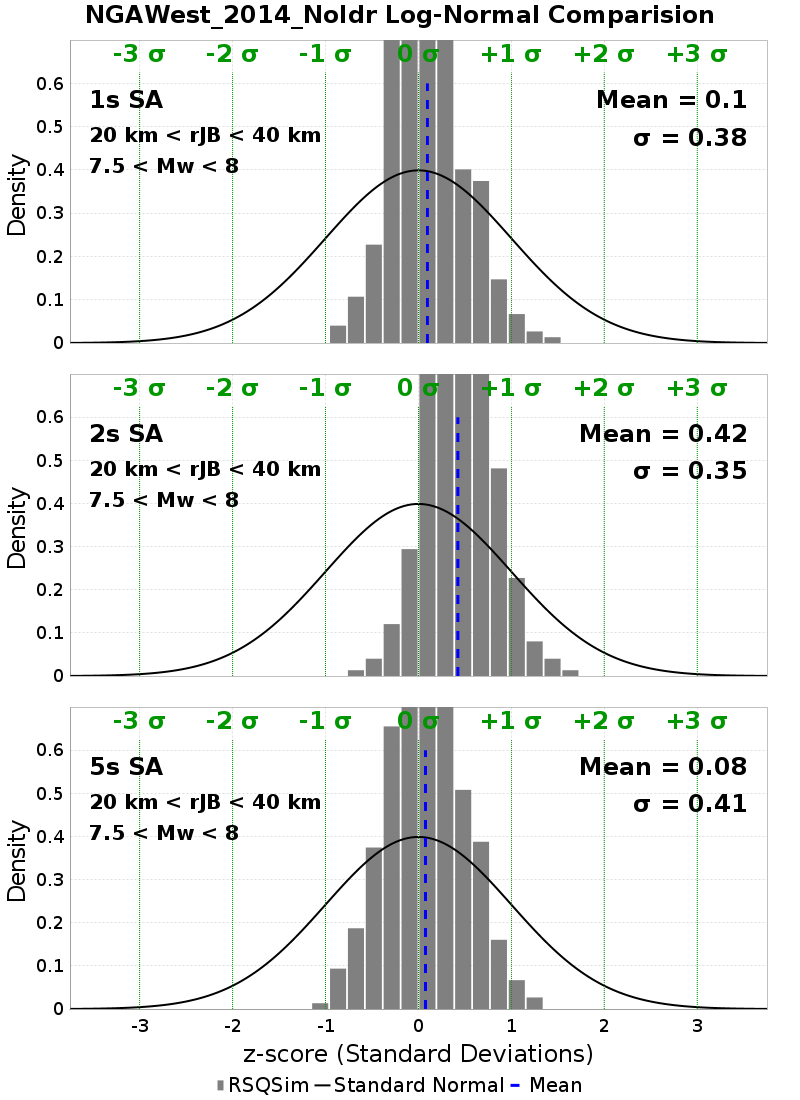 NGAWest_2014_NoIdr Log-Normal Comparision
-3 σ -2 σ -1 σ 0 σ +1 σ +2 σ +3 σ
0.6
1s SA Mean = 0.1
0.5
20 km < rJB < 40 km σ = 0.38
7.5 < Mw < 8
0.4
0.3
0.2
0.1
0
Density
-3 σ -2 σ -1 σ 0 σ +1 σ +2 σ +3 σ
0.6
2s SA Mean = 0.42
0.5
20 km < rJB < 40 km σ = 0.35
7.5 < Mw < 8
0.4
0.3
0.2
0.1
0
Density
-3 σ -2 σ -1 σ 0 σ +1 σ +2 σ +3 σ
0.6
5s SA Mean = 0.08
0.5
20 km < rJB < 40 km σ = 0.41
7.5 < Mw < 8
0.4
0.3
0.2
0.1
0
Density
-3 -2 -1 0 1 2 3
z-score (Standard Deviations)
RSQSim Standard Normal Mean